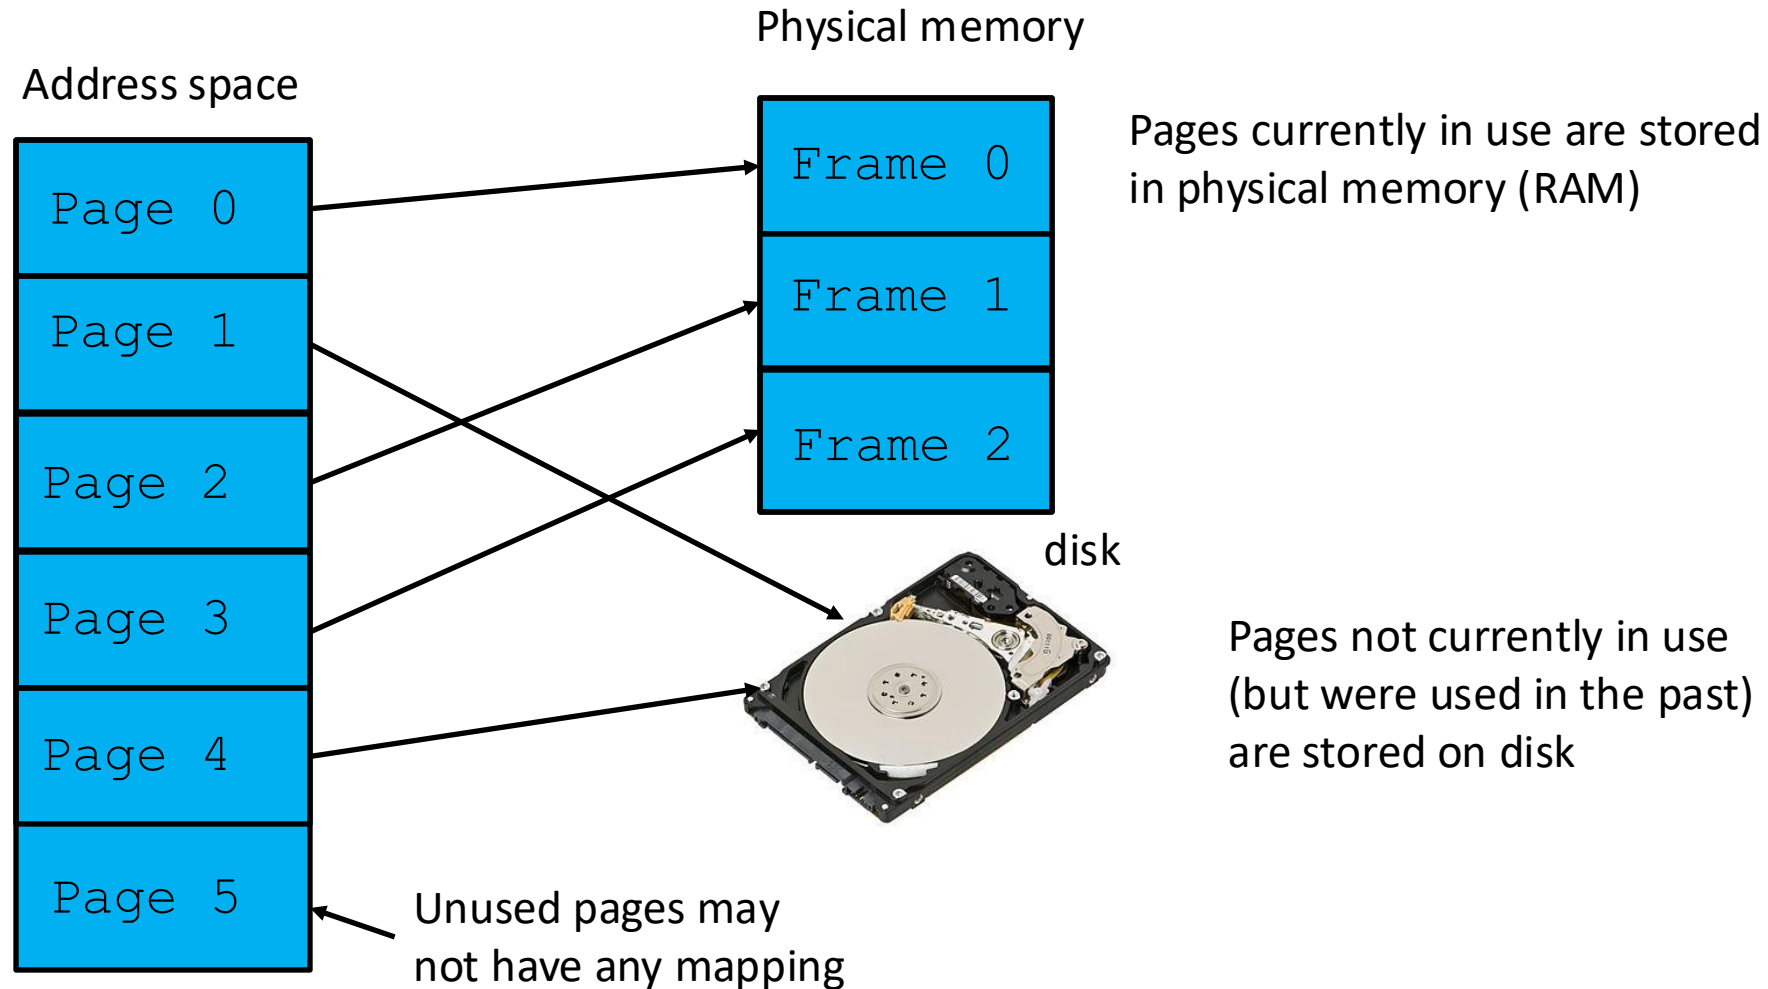 Physical memory
Address space
Page 0
Page 1
Page 2
Page 3
Page 4
Page 5
Frame 0
Frame 1
Frame 2
Pages currently in use are stored
in physical memory (RAM)
disk
Pages not currently in use
(but were used in the past)
are stored on disk
Unused pages may
not have any mapping